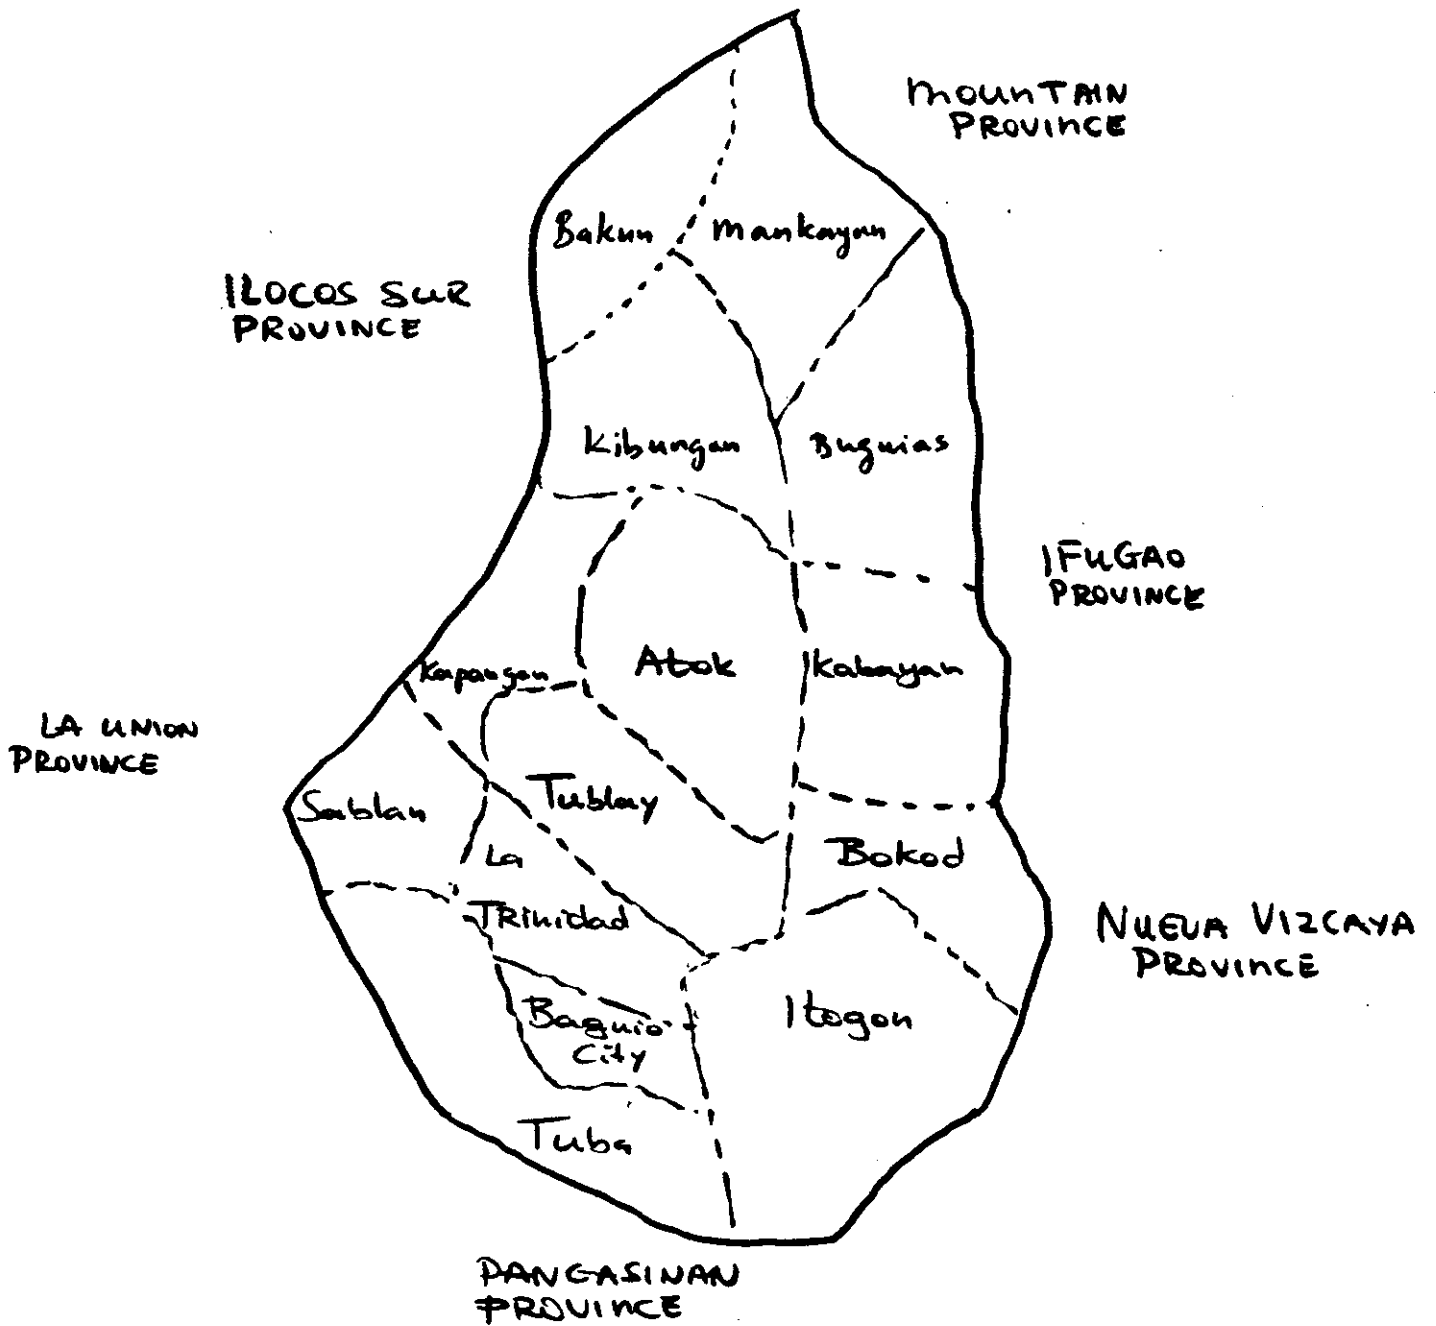 MOUNTAIN
PROVINCE
Bakun
Mankayan
ILOCOS SUR
PROVINCE
Kibungan
Buguias
IFUGAO
PROVINCE
Kapangan
Atok
Kabayan
LA UNION
PROVINCE
Sablan
Tublay
La
Trinidad
Bokod
NUEVA VIZCAYA
PROVINCE
Baguio
City
Itogon
Tuba
PANGASINAN
PROVINCE